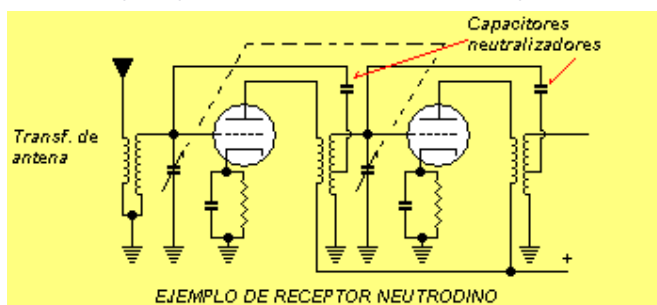 Capacitores
neutralizadores
Transf. de
antena
+
EJEMPLO DE RECEPTOR NEUTRODINO